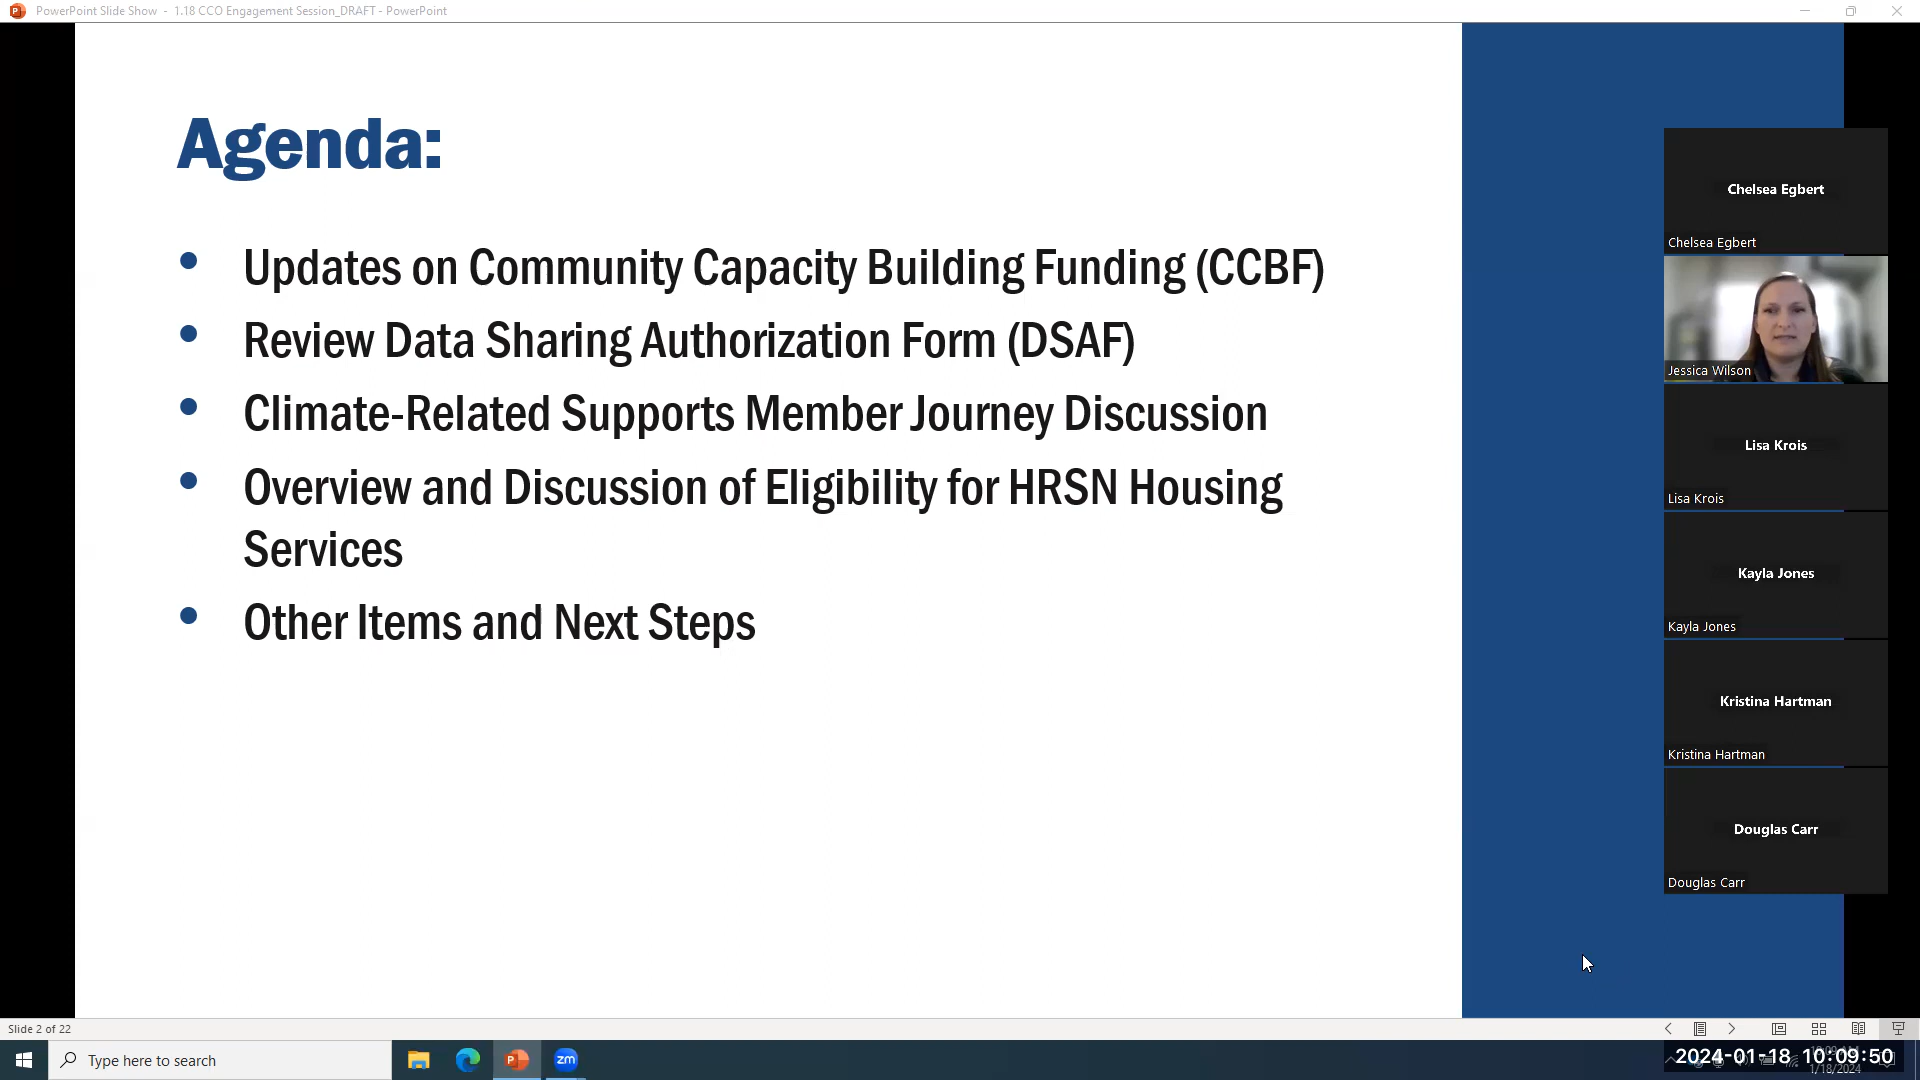 PowerPoint Slide Show - 1.18 CCO Engagement Session_DRAFT - PowerPoint
Agenda:
• Updates on Community Capacity Building Funding (CCBF)
• Review Data Sharing Authorization Form (DSAF)
• Climate-Related Supports Member Journey Discussion
• Overview and Discussion of Eligibility for HRSN Housing
Services
• Other Items and Next Steps
Chelsea Egbert
Chelsea Egbert
Jessica Wilson
Lisa Krois
Lisa Krois
Kayla Jones
Kayla Jones
Kristina Hartman
Kristina Hartman
Douglas Carr
Douglas Carr
Slide 2 of 22
Type here to search
zm
2024-01-18 10:09:50
1/18/2024